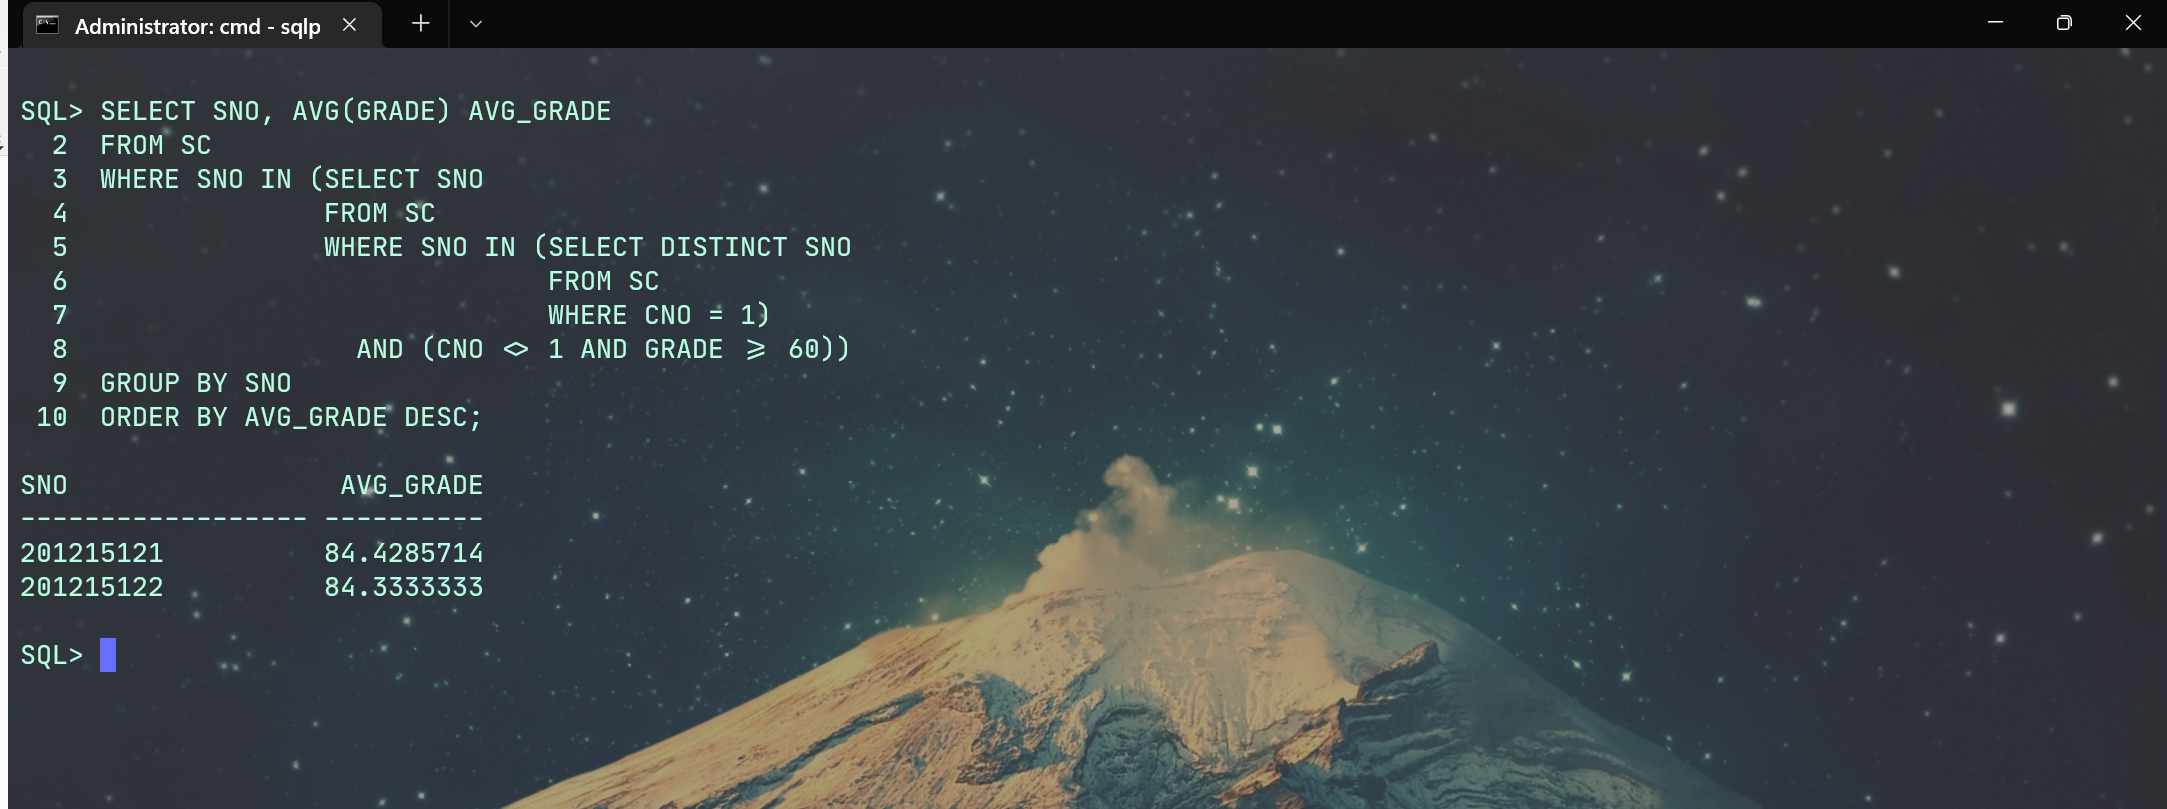 Administrator: cmd - sqlp
SQL> SELECT SNO, AVG(GRADE) AVG_GRADE
2 FROM SC
3 WHERE SNO IN (SELECT SNO
4 FROM SC
5 WHERE SNO IN (SELECT DISTINCT SNO
6 FROM SC
7 WHERE CNO = 1)
8 AND (CNO <> 1 AND GRADE >= 60))
9 GROUP BY SNO
10 ORDER BY AVG_GRADE DESC;
SNO AVG_GRADE
------------------ ----------
201215121 84.4285714
201215122 84.3333333
SQL>